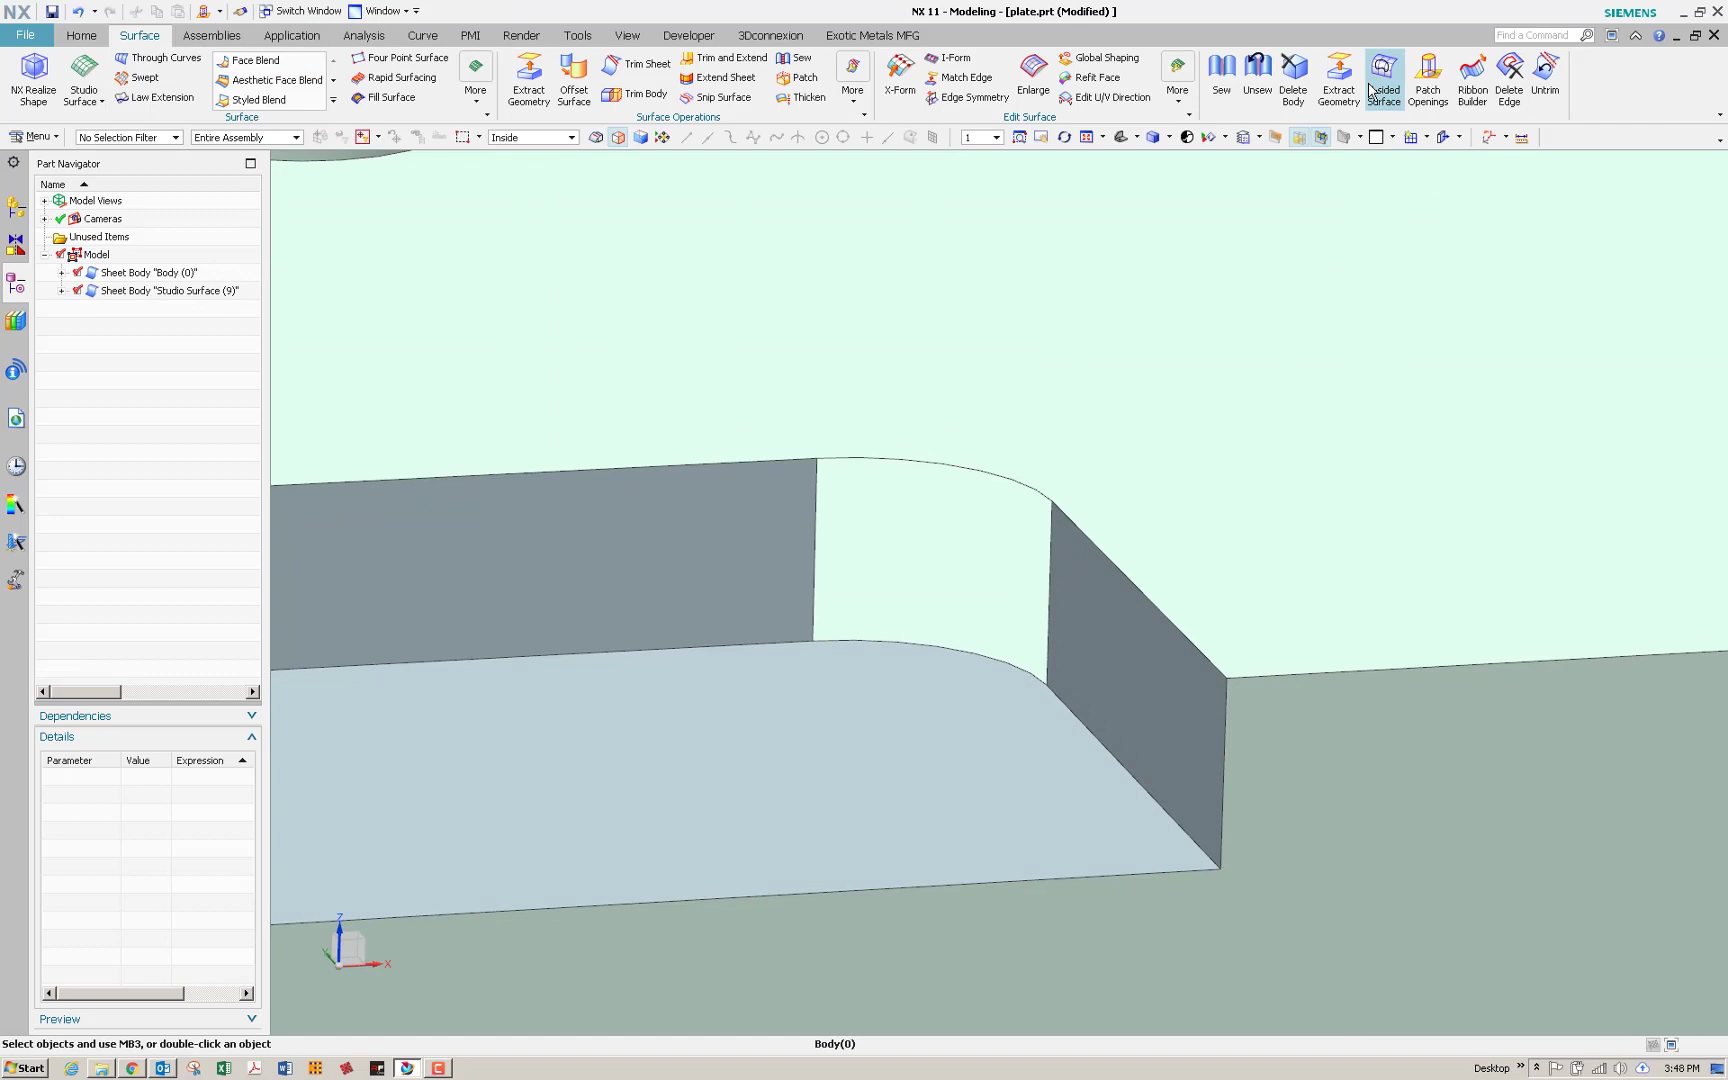 NX Switch Window Window NX 11 - Modeling - [plate.prt (Modified) ] SIEMENS
File Home Surface Assemblies Application Analysis Curve PMI Render Tools View Developer 3Dconnexion Exotic Metals MFG Find a Command
NX Realize Shape
Studio Surface
Through Curves
Swept
Law Extension
Face Blend
Aesthetic Face Blend
Styled Blend
Four Point Surface
Rapid Surfacing
Fill Surface
More
Surface
Extract Geometry
Offset Surface
Trim Sheet
Trim Body
Trim and Extend
Extend Sheet
Snip Surface
Sew
Patch
Thicken
More
Surface Operations
X-Form
I-Form
Match Edge
Edge Symmetry
Enlarge
Global Shaping
Refit Face
Edit U/V Direction
More
Edit Surface
Sew
Unsew
Delete Body
Extract Geometry
sided Surface
Patch Openings
Ribbon Builder
Delete Edge
Untrim
Menu No Selection Filter Entire Assembly Inside 1
Part Navigator
Name
Model Views
Cameras
Unused Items
Model
Sheet Body "Body (0)"
Sheet Body "Studio Surface (9)"
Dependencies
Details
Parameter Value Expression
Preview
Z
Y
X
Select objects and use MB3, or double-click an object Body(0)
Start Desktop 3:48 PM